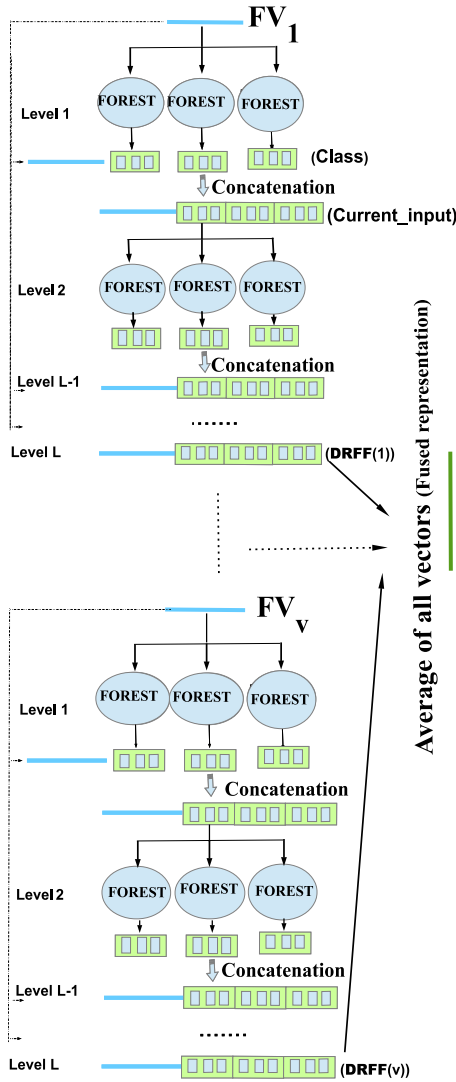 FV1
FOREST FOREST FOREST
Level 1
(Class)
Concatenation
(Current_input)
Level 2
FOREST FOREST FOREST
Concatenation
Level L-1
Level L
(DRFF(1))
Average of all vectors (Fused representation)
FVv
FOREST FOREST FOREST
Level 1
Concatenation
Level 2
FOREST FOREST FOREST
Concatenation
Level L-1
Level L
(DRFF(v))